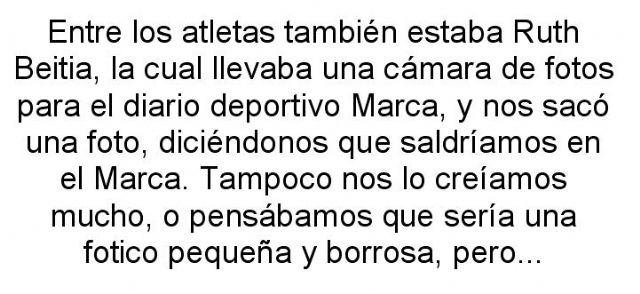 Entre los atletas también estaba Ruth
Beitia, la cual llevaba una cámara de fotos
para el diario deportivo Marca, y nos sacó
una foto, diciéndonos que saldríamos en
el Marca. Tampoco nos lo creíamos
mucho, o pensábamos que sería una
fotico pequeña y borrosa, pero...